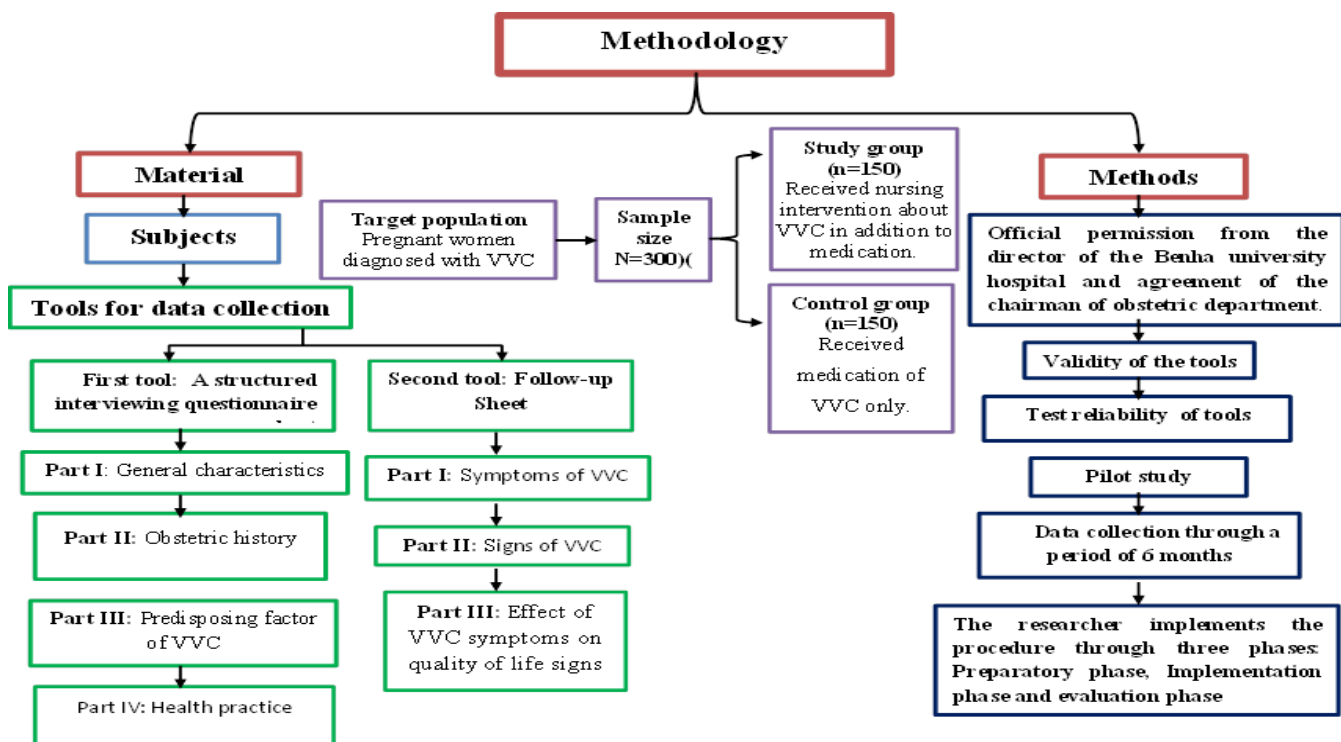 Methodology
Material
Subjects
Tools for data collection
First tool: A structured
interviewing questionnaire
Part I: General characteristics
Part II: Obstetric history
Part III: Predisposing factor
of VVC
Part IV: Health practice
Second tool: Follow-up
Sheet
Part I: Symptoms of VVC
Part II: Signs of VVC
Part III: Effect of
VVC symptoms on
quality of life signs
Target population
Pregnant women
diagnosed with VVC
Sample
size
N=300)(
Study group
(n=150)
Received nursing
intervention about
VVC in addition to
medication.
Control group
(n=150)
Received
medication of
VVC only.
Methods
Official permission from the
director of the Benha university
hospital and agreement of the
chairman of obstetric department.
Validity of the tools
Test reliability of tools
Pilot study
Data collection through a
period of 6 months
The researcher implements the
procedure through three phases:
Preparatory phase, Implementation
phase and evaluation phase